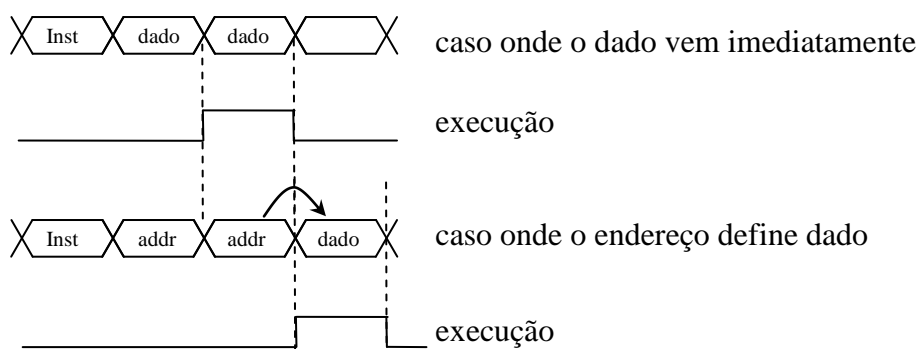 Inst dado dado caso onde o dado vem imediatamente
execução
Inst addr addr dado caso onde o endereço define dado
execução